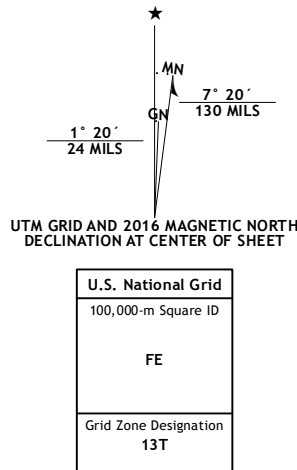 MN
GN
7° 20´
130 MILS
1° 20´
24 MILS
UTM GRID AND 2016 MAGNETIC NORTH
DECLINATION AT CENTER OF SHEET
U.S. National Grid
100,000-m Square ID
FE
Grid Zone Designation
13T